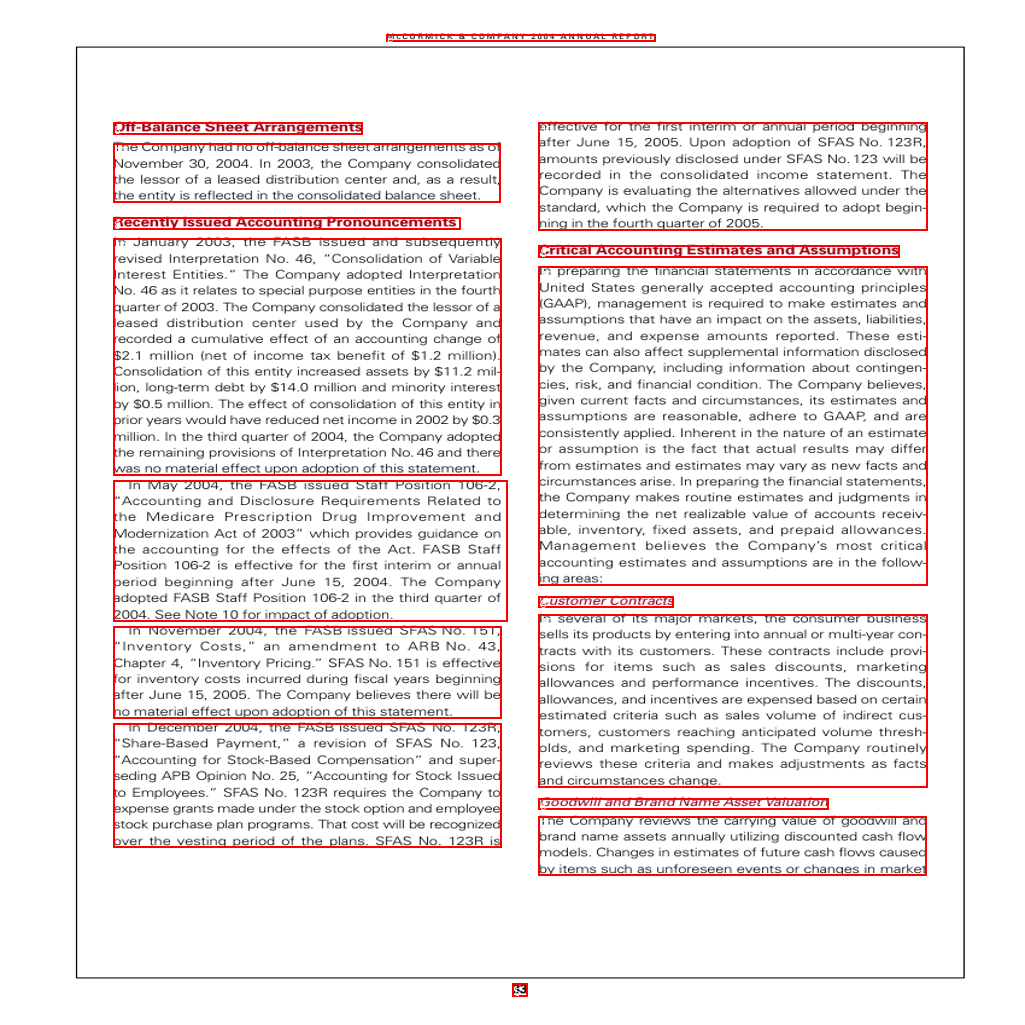 McCORMICK & COMPANY 2004 ANNUAL REPORT
Off-Balance Sheet Arrangements
The Company had no off-balance sheet arrangements as of
November 30, 2004. In 2003, the Company consolidated
the lessor of a leased distribution center and, as a result,
the entity is reflected in the consolidated balance sheet.
Recently Issued Accounting Pronouncements
In January 2003, the FASB issued and subsequently
revised Interpretation No. 46, “Consolidation of Variable
Interest Entities.” The Company adopted Interpretation
No. 46 as it relates to special purpose entities in the fourth
quarter of 2003. The Company consolidated the lessor of a
leased distribution center used by the Company and
recorded a cumulative effect of an accounting change of
$2.1 million (net of income tax benefit of $1.2 million).
Consolidation of this entity increased assets by $11.2 mil-
lion, long-term debt by $14.0 million and minority interest
by $0.5 million. The effect of consolidation of this entity in
prior years would have reduced net income in 2002 by $0.3
million. In the third quarter of 2004, the Company adopted
the remaining provisions of Interpretation No. 46 and there
was no material effect upon adoption of this statement.
In May 2004, the FASB issued Staff Position 106-2,
“Accounting and Disclosure Requirements Related to
the Medicare Prescription Drug Improvement and
Modernization Act of 2003” which provides guidance on
the accounting for the effects of the Act. FASB Staff
Position 106-2 is effective for the first interim or annual
period beginning after June 15, 2004. The Company
adopted FASB Staff Position 106-2 in the third quarter of
2004. See Note 10 for impact of adoption.
In November 2004, the FASB issued SFAS No. 151,
“Inventory Costs,” an amendment to ARB No. 43,
Chapter 4, “Inventory Pricing.” SFAS No. 151 is effective
for inventory costs incurred during fiscal years beginning
after June 15, 2005. The Company believes there will be
no material effect upon adoption of this statement.
In December 2004, the FASB issued SFAS No. 123R,
“Share-Based Payment,” a revision of SFAS No. 123,
“Accounting for Stock-Based Compensation” and super-
seding APB Opinion No. 25, “Accounting for Stock Issued
to Employees.” SFAS No. 123R requires the Company to
expense grants made under the stock option and employee
stock purchase plan programs. That cost will be recognized
over the vesting period of the plans. SFAS No. 123R is
effective for the first interim or annual period beginning
after June 15, 2005. Upon adoption of SFAS No. 123R,
amounts previously disclosed under SFAS No. 123 will be
recorded in the consolidated income statement. The
Company is evaluating the alternatives allowed under the
standard, which the Company is required to adopt begin-
ning in the fourth quarter of 2005.
Critical Accounting Estimates and Assumptions
In preparing the financial statements in accordance with
United States generally accepted accounting principles
(GAAP), management is required to make estimates and
assumptions that have an impact on the assets, liabilities,
revenue, and expense amounts reported. These esti-
mates can also affect supplemental information disclosed
by the Company, including information about contingen-
cies, risk, and financial condition. The Company believes,
given current facts and circumstances, its estimates and
assumptions are reasonable, adhere to GAAP, and are
consistently applied. Inherent in the nature of an estimate
or assumption is the fact that actual results may differ
from estimates and estimates may vary as new facts and
circumstances arise. In preparing the financial statements,
the Company makes routine estimates and judgments in
determining the net realizable value of accounts receiv-
able, inventory, fixed assets, and prepaid allowances.
Management believes the Company’s most critical
accounting estimates and assumptions are in the follow-
ing areas:
Customer Contracts
In several of its major markets, the consumer business
sells its products by entering into annual or multi-year con-
tracts with its customers. These contracts include provi-
sions for items such as sales discounts, marketing
allowances and performance incentives. The discounts,
allowances, and incentives are expensed based on certain
estimated criteria such as sales volume of indirect cus-
tomers, customers reaching anticipated volume thresh-
olds, and marketing spending. The Company routinely
reviews these criteria and makes adjustments as facts
and circumstances change.
Goodwill and Brand Name Asset Valuation
The Company reviews the carrying value of goodwill and
brand name assets annually utilizing discounted cash flow
models. Changes in estimates of future cash flows caused
by items such as unforeseen events or changes in market